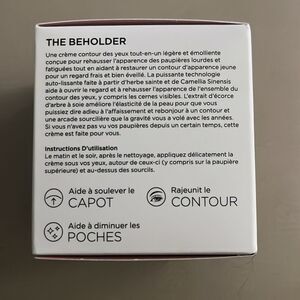 THE BEHOLDER
Une crème contour des yeux tout-en-un légère et émolliente
conçue pour rehausser l'apparence des paupières lourdes et
fatiguées tout en aidant à restaurer un contour d'apparence jeune
pour un regard frais et bien éveillé. La puissante technologie
auto-lissante faite à partir d'herbe sainte et de Camellia Sinensis
aide à ouvrir le regard et à rehausser l'apparence de l'ensemble du
contour des yeux, y compris les cernes visibles. L'extrait d'écorce
d'arbre à soie améliore l'élasticité de la peau pour que vous
puissiez dire adieu à l'affaissement et rebonjour à un contour et
une arcade sourcilière que la gravité vous a volé avec les années.
Si vous n'avez pas vu vos paupières depuis un certain temps, cette
crème est faite pour vous.
Instructions D'utilisation
Le matin et le soir, après le nettoyage, appliquez délicatement la
crème sous vos yeux, autour de ceux-ci (y compris sur la paupière
supérieure) et au-dessus des sourcils.
Aide à soulever le
CAPOT
Rajeunit le
CONTOUR
Aide à diminuer les
POCHES